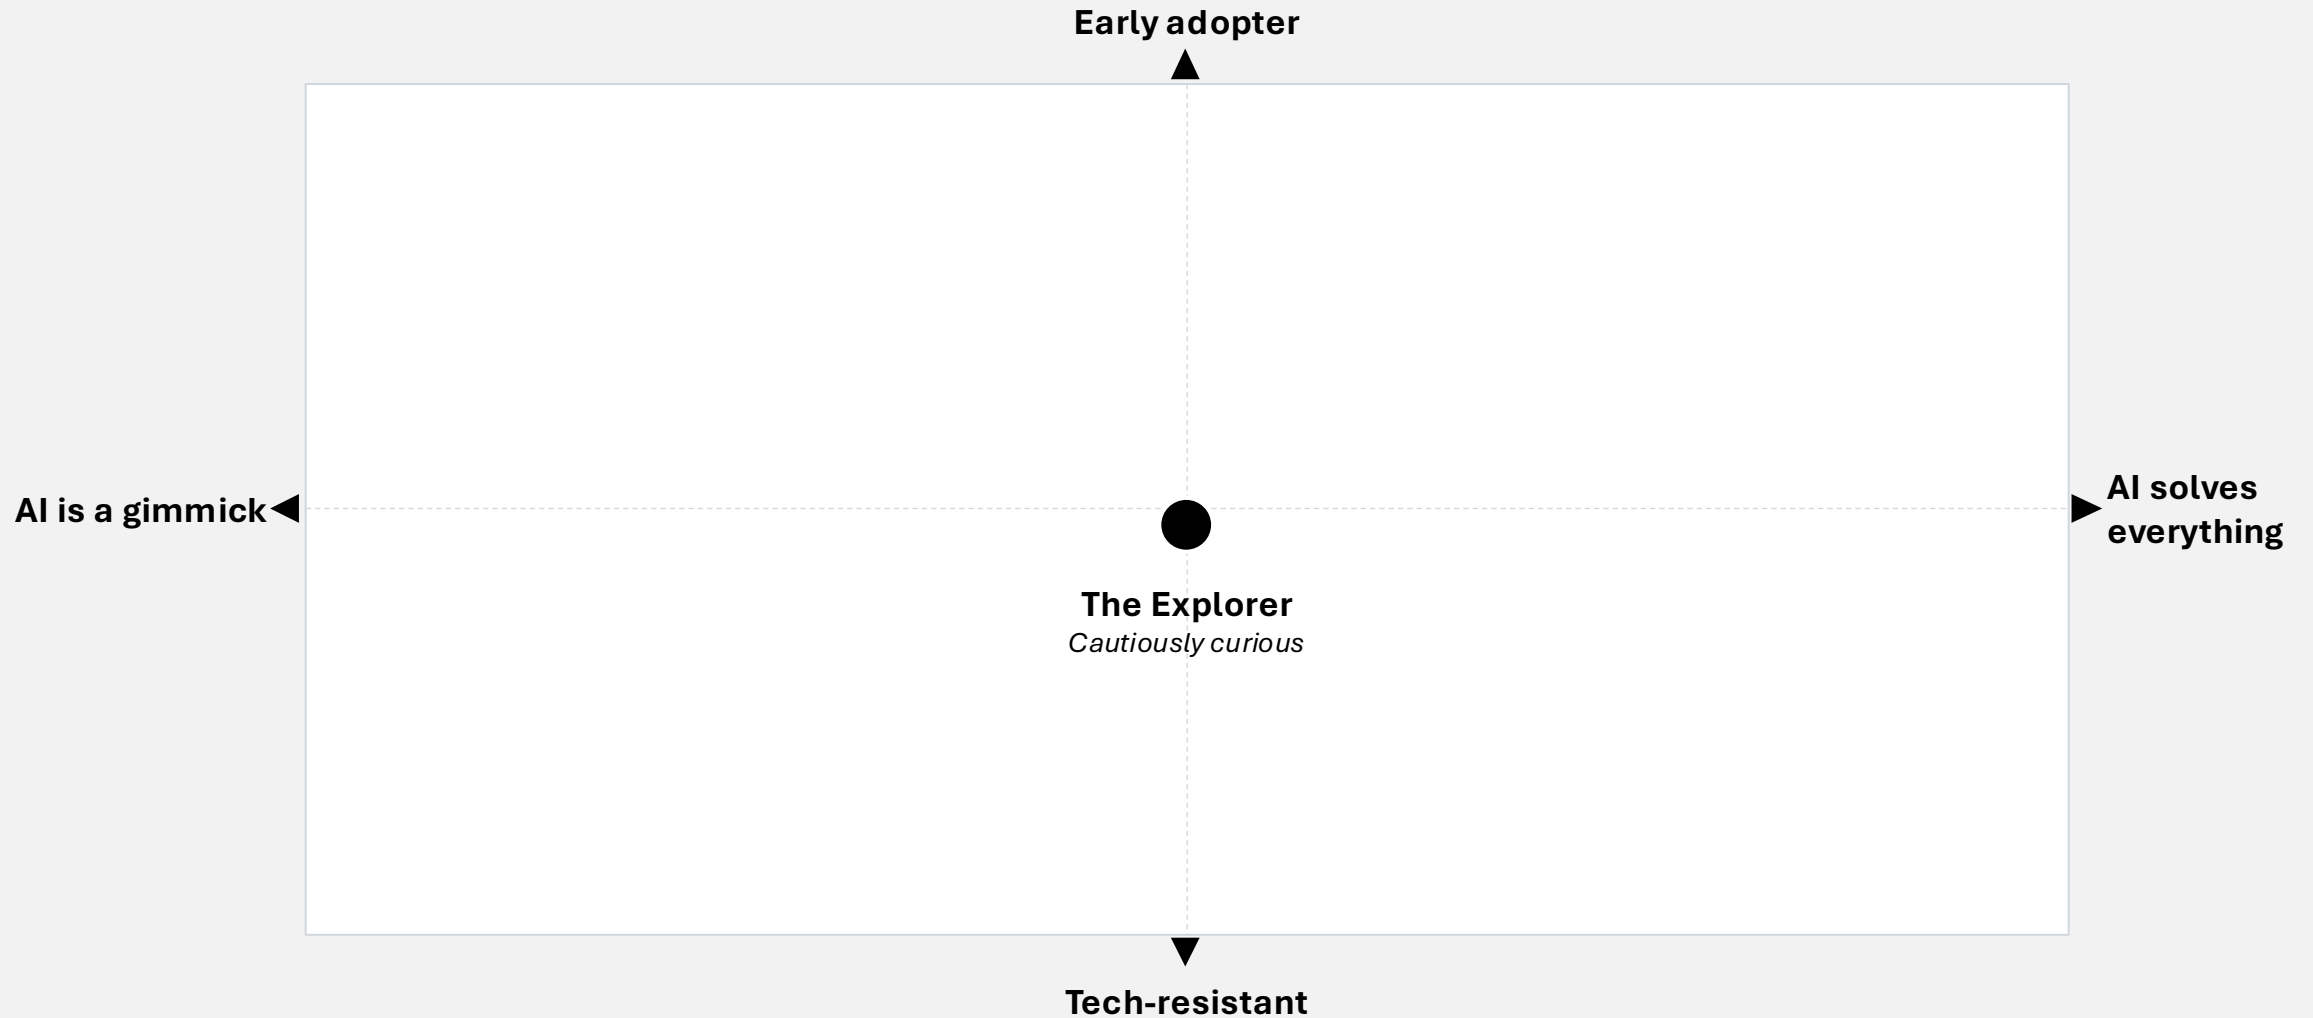 Early adopter
AI is a gimmick
AI solves
everything
The Explorer
Cautiously curious
Tech-resistant